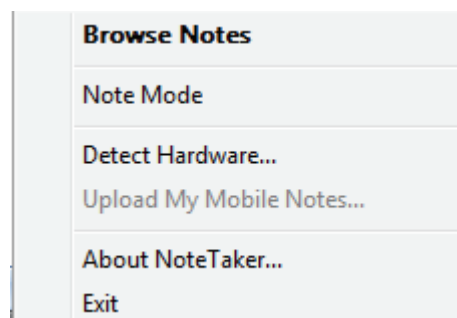 Browse Notes
Note Mode
Detect Hardware...
Upload My Mobile Notes...
About NoteTaker...
Exit